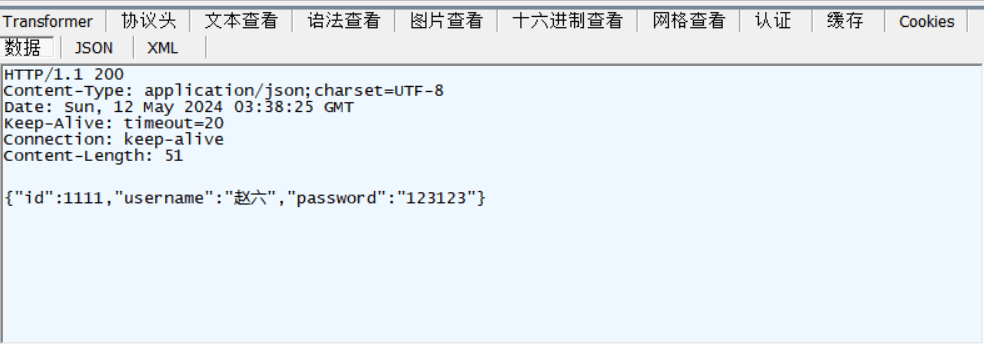 Transformer 协议头 文本查看 语法查看 图片查看 十六进制查看 网格查看 认证 缓存 Cookies
数据 JSON XML
HTTP/1.1 200
Content-Type: application/json;charset=UTF-8
Date: Sun, 12 May 2024 03:38:25 GMT
Keep-Alive: timeout=20
Connection: keep-alive
Content-Length: 51
{"id":1111,"username":"赵六","password":"123123"}